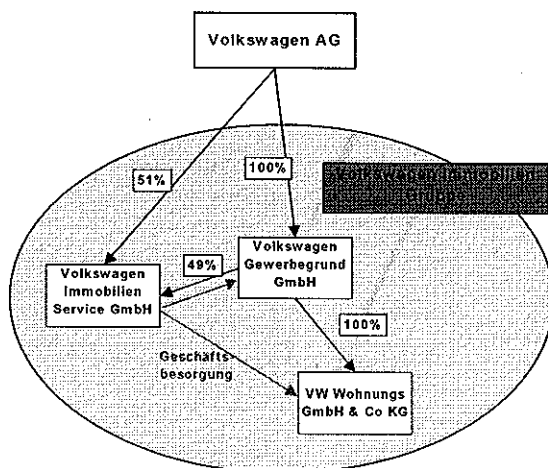 Volkswagen AG
51%
100%
Volkswagen Immobilien
Gruppe
Volkswagen
Immobilien
Service GmbH
49%
Volkswagen
Gewerbegrund
GmbH
100%
Geschäfts-
besorgung
VW Wohnungs
GmbH & Co KG